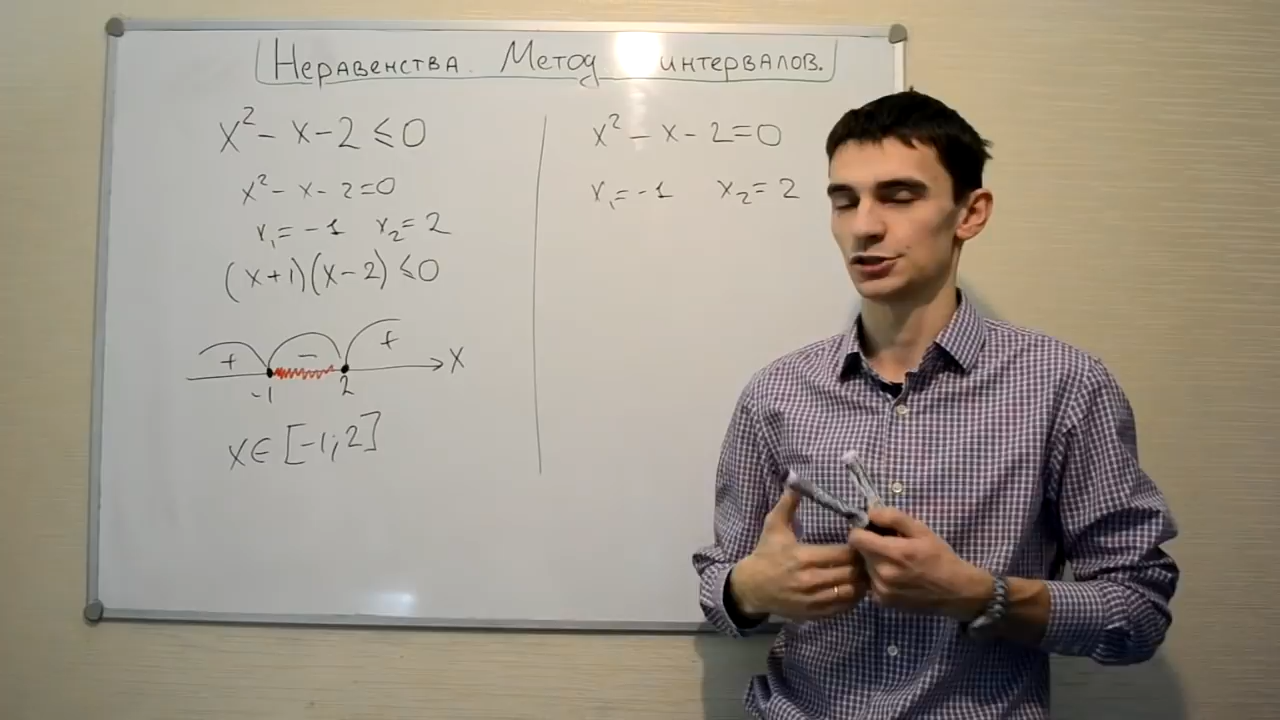 Неравенства. Метод интервалов.
x² - x - 2 ≤ 0
x² - x - 2 = 0
x₁ = -1 x₂ = 2
(x+1)(x-2) ≤ 0
+ - + x
-1 2
x ∈ [-1; 2]
x² - x - 2 = 0
x₁ = -1 x₂ = 2